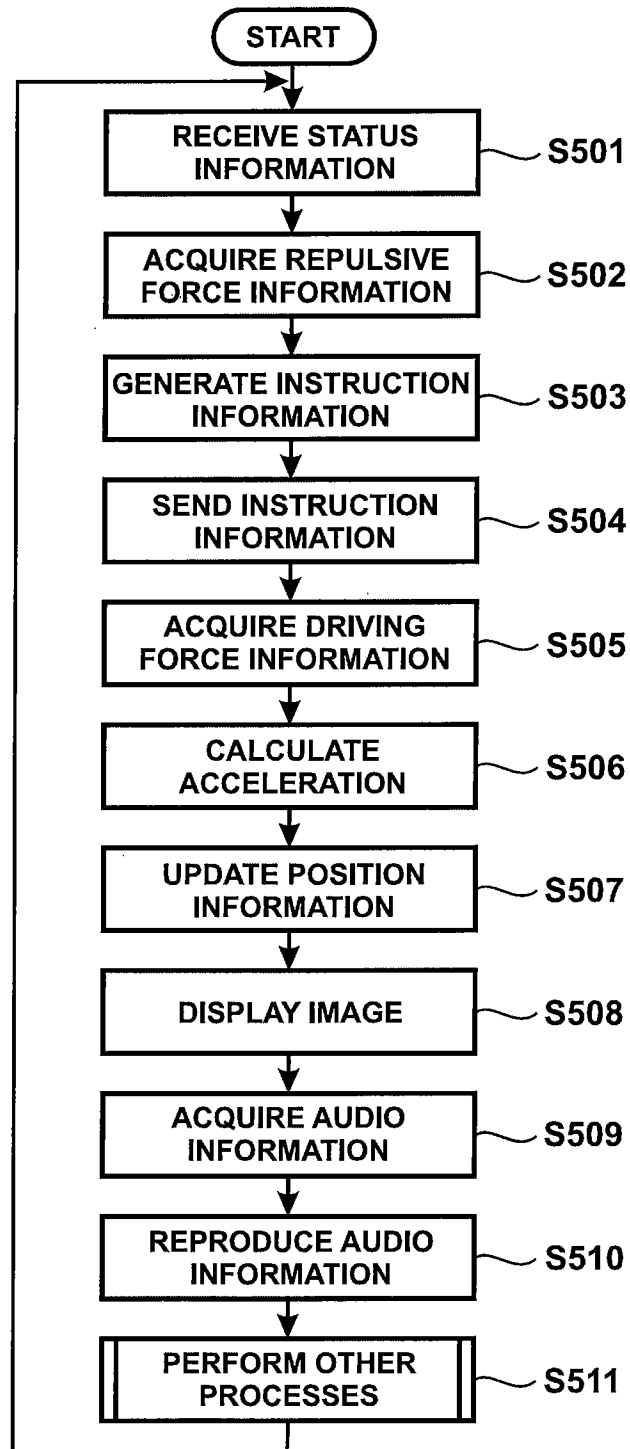 START
RECEIVE STATUS
INFORMATION
S501
ACQUIRE REPULSIVE
FORCE INFORMATION
S502
GENERATE INSTRUCTION
INFORMATION
S503
SEND INSTRUCTION
INFORMATION
S504
ACQUIRE DRIVING
FORCE INFORMATION
S505
CALCULATE
ACCELERATION
S506
UPDATE POSITION
INFORMATION
S507
DISPLAY IMAGE
S508
ACQUIRE AUDIO
INFORMATION
S509
REPRODUCE AUDIO
INFORMATION
S510
PERFORM OTHER
PROCESSES
S511